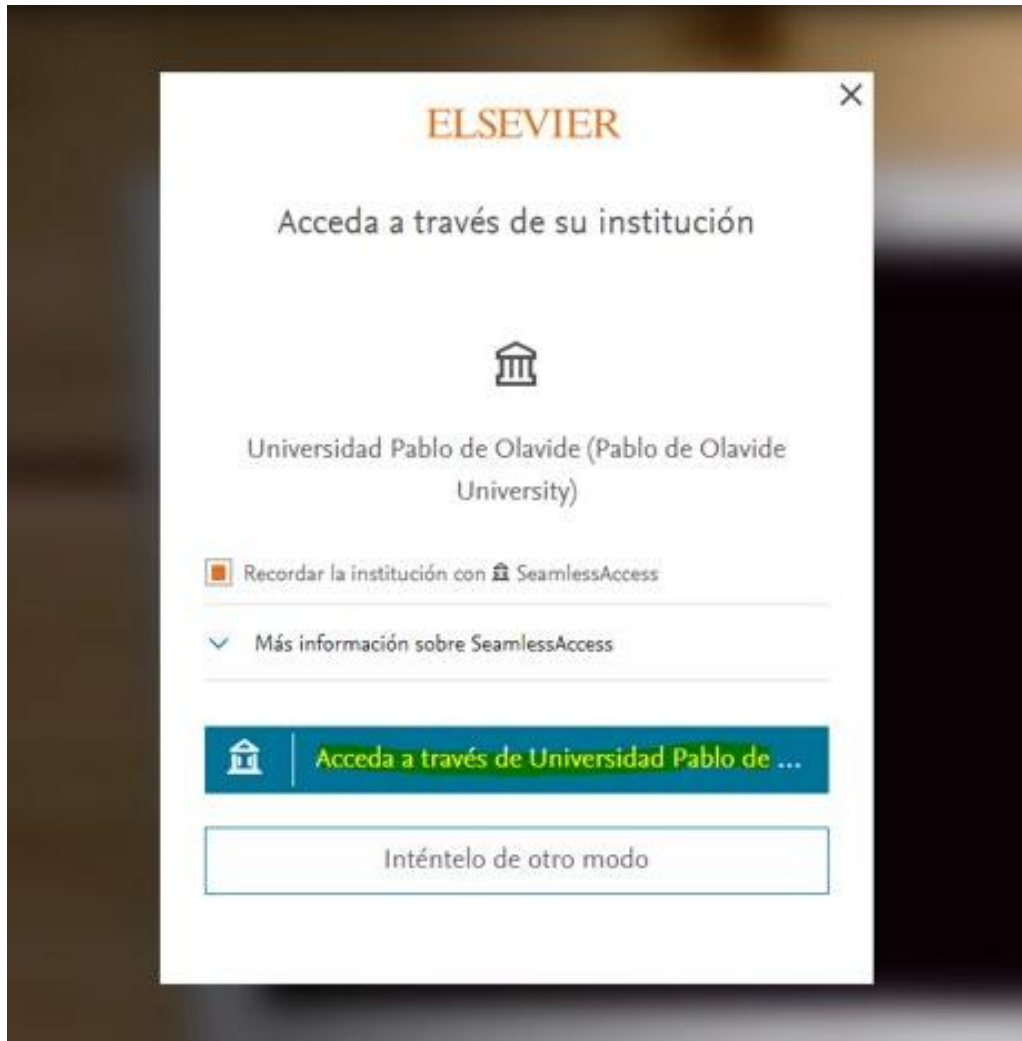 ELSEVIER
Acceda a través de su institución
Universidad Pablo de Olavide (Pablo de Olavide
University)
Recordar la institución con SeamlessAccess
Más información sobre SeamlessAccess
Acceda a través de Universidad Pablo de ...
Inténtelo de otro modo